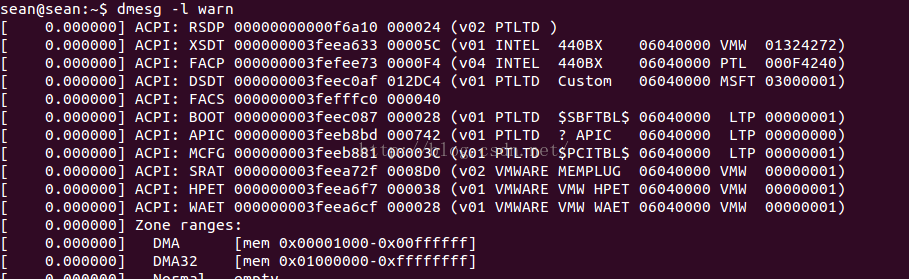 sean@sean:~$ dmesg -l warn
[    0.000000] ACPI: RSDP 00000000000f6a10 000024 (v02 PTLTD )
[    0.000000] ACPI: XSDT 000000003feea633 00005C (v01 INTEL  440BX    06040000 VMW  01324272)
[    0.000000] ACPI: FACP 000000003fefee73 0000F4 (v04 INTEL  440BX    06040000 PTL  000F4240)
[    0.000000] ACPI: DSDT 000000003feec0af 012DC4 (v01 PTLTD  Custom   06040000 MSFT 03000001)
[    0.000000] ACPI: FACS 000000003fefffc0 000040
[    0.000000] ACPI: BOOT 000000003feec087 000028 (v01 PTLTD  $SBFTBL$ 06040000  LTP 00000001)
[    0.000000] ACPI: APIC 000000003feeb8bd 000742 (v01 PTLTD  ? APIC   06040000  LTP 00000000)
[    0.000000] ACPI: MCFG 000000003feeb881 00003C (v01 PTLTD  $PCITBL$ 06040000  LTP 00000001)
http://blog.csdn.net/
[    0.000000] ACPI: SRAT 000000003feea72f 0008D0 (v02 VMWARE MEMPLUG  06040000 VMW  00000001)
[    0.000000] ACPI: HPET 000000003feea6f7 000038 (v01 VMWARE VMW HPET 06040000 VMW  00000001)
[    0.000000] ACPI: WAET 000000003feea6cf 000028 (v01 VMWARE VMW WAET 06040000 VMW  00000001)
[    0.000000] Zone ranges:
[    0.000000]   DMA      [mem 0x00001000-0x00ffffff]
[    0.000000]   DMA32    [mem 0x01000000-0xffffffff]
[    0.000000]   Normal   empty